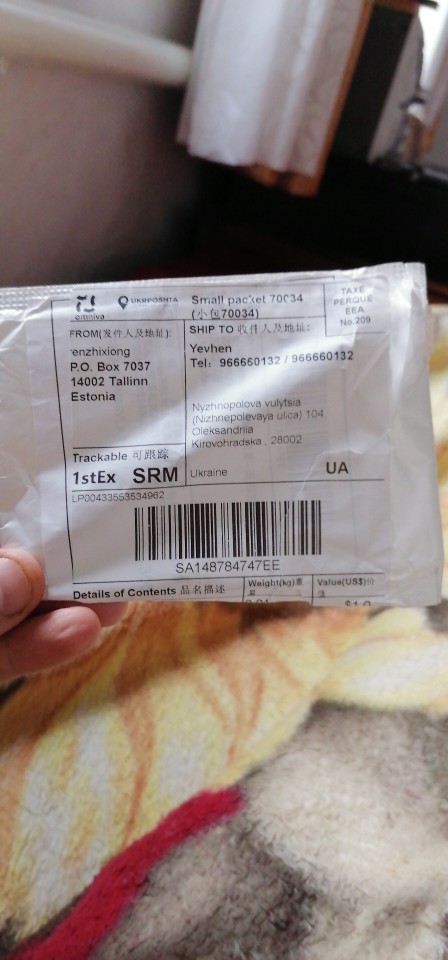 omniva
UKRPOSHTA
Small packet 70034
(小包70034)
TAXE
PERQUE
EEA
No.209
FROM(发件人及地址):
enzhixiong
P.O. Box 7037
14002 Tallinn
Estonia
SHIP TO 收件人及地址:
Yevhen
Tel: 966660132 / 966660132
Nyzhnopolova vulytsia
(Nizhnepolevaya ulica) 104
Oleksandriia
Kirovohradska , 28002
Trackable 可跟踪
1stEx SRM
Ukraine
UA
LP00433553534962
SA148784747EE
Details of Contents 品名描述
Weight(kg)重
量
Value(US$)价
值